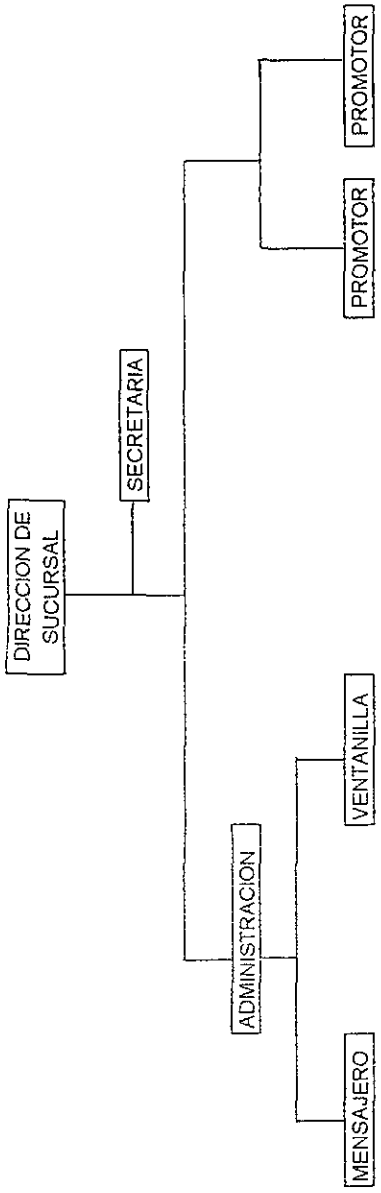 DIRECCION DE
SUCURSAL
SECRETARIA
ADMINISTRACION
MENSAJERO
VENTANILLA
PROMOTOR
PROMOTOR